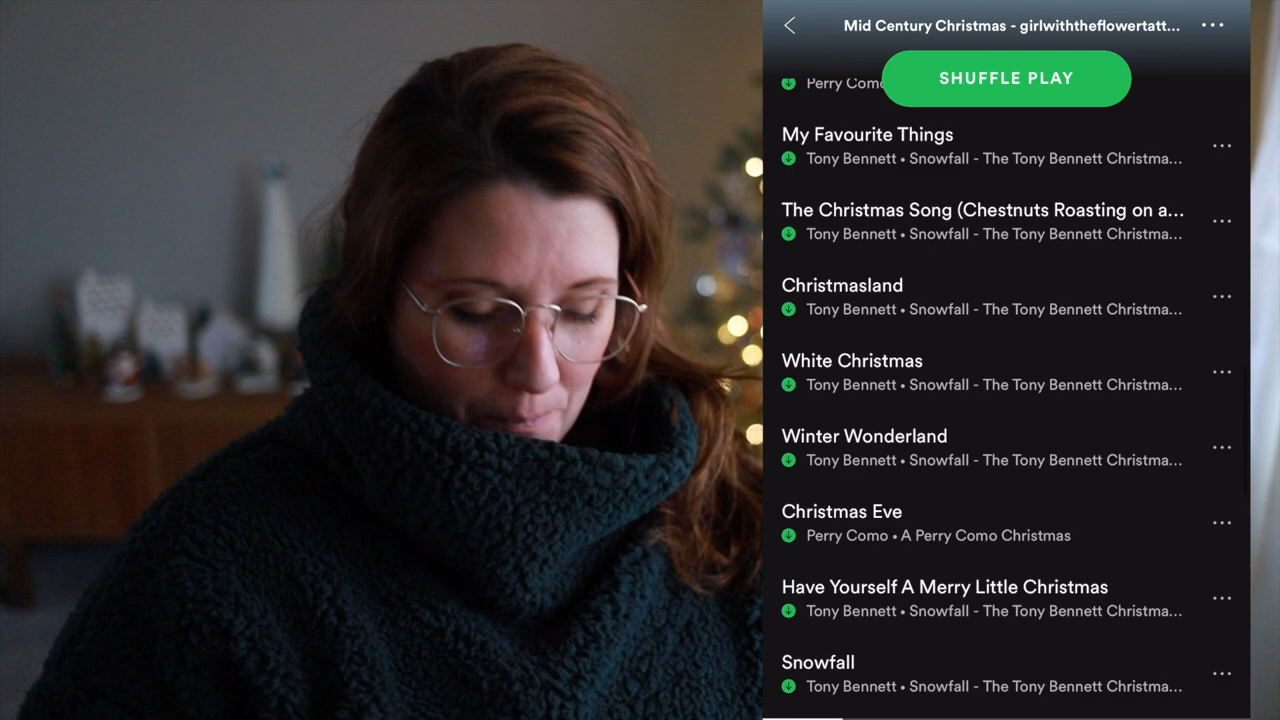 Mid Century Christmas - girlwiththeflowertatt...
SHUFFLE PLAY
Perry Como
My Favourite Things
Tony Bennett • Snowfall - The Tony Bennett Christma...
The Christmas Song (Chestnuts Roasting on a...
Tony Bennett • Snowfall - The Tony Bennett Christma...
Christmasland
Tony Bennett • Snowfall - The Tony Bennett Christma...
White Christmas
Tony Bennett • Snowfall - The Tony Bennett Christma...
Winter Wonderland
Tony Bennett • Snowfall - The Tony Bennett Christma...
Christmas Eve
Perry Como • A Perry Como Christmas
Have Yourself A Merry Little Christmas
Tony Bennett • Snowfall - The Tony Bennett Christma...
Snowfall
Tony Bennett • Snowfall - The Tony Bennett Christma...